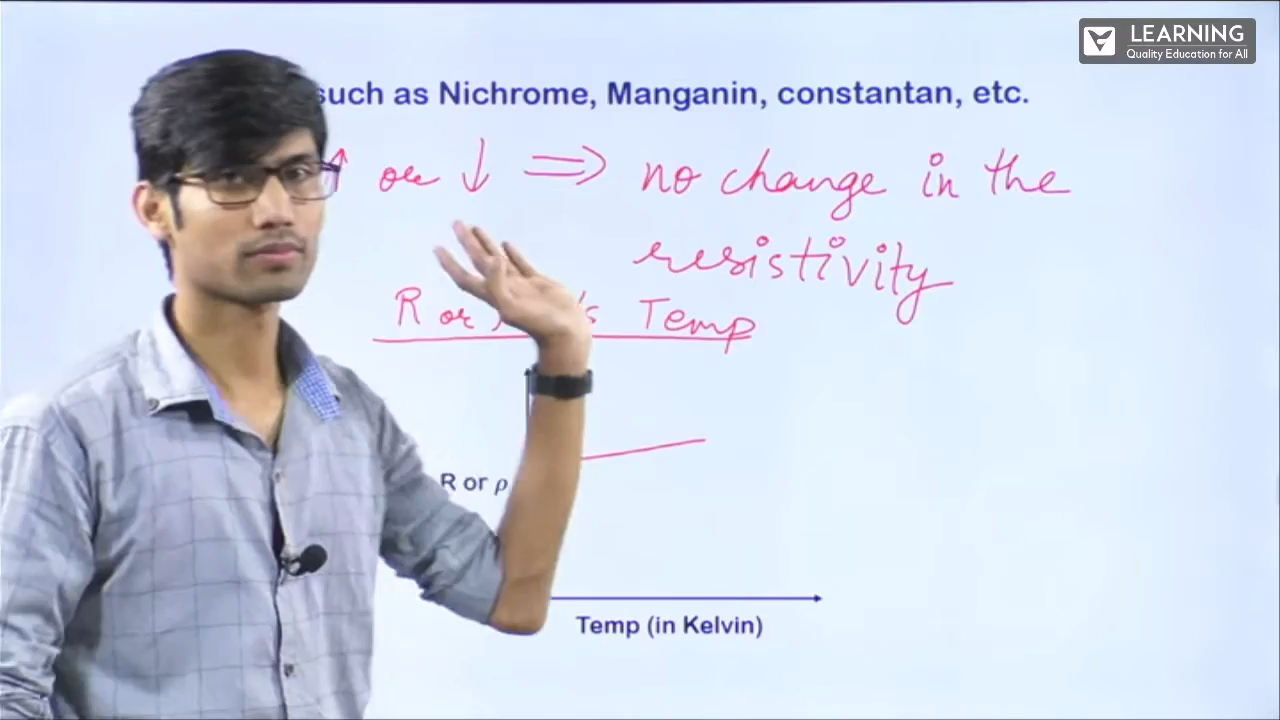 LEARNING
Quality Education for All
such as Nichrome, Manganin, constantan, etc.
↑ or ↓ ⇒ no change in the
resistivity
R or Temp
R or ρ
Temp (in Kelvin)